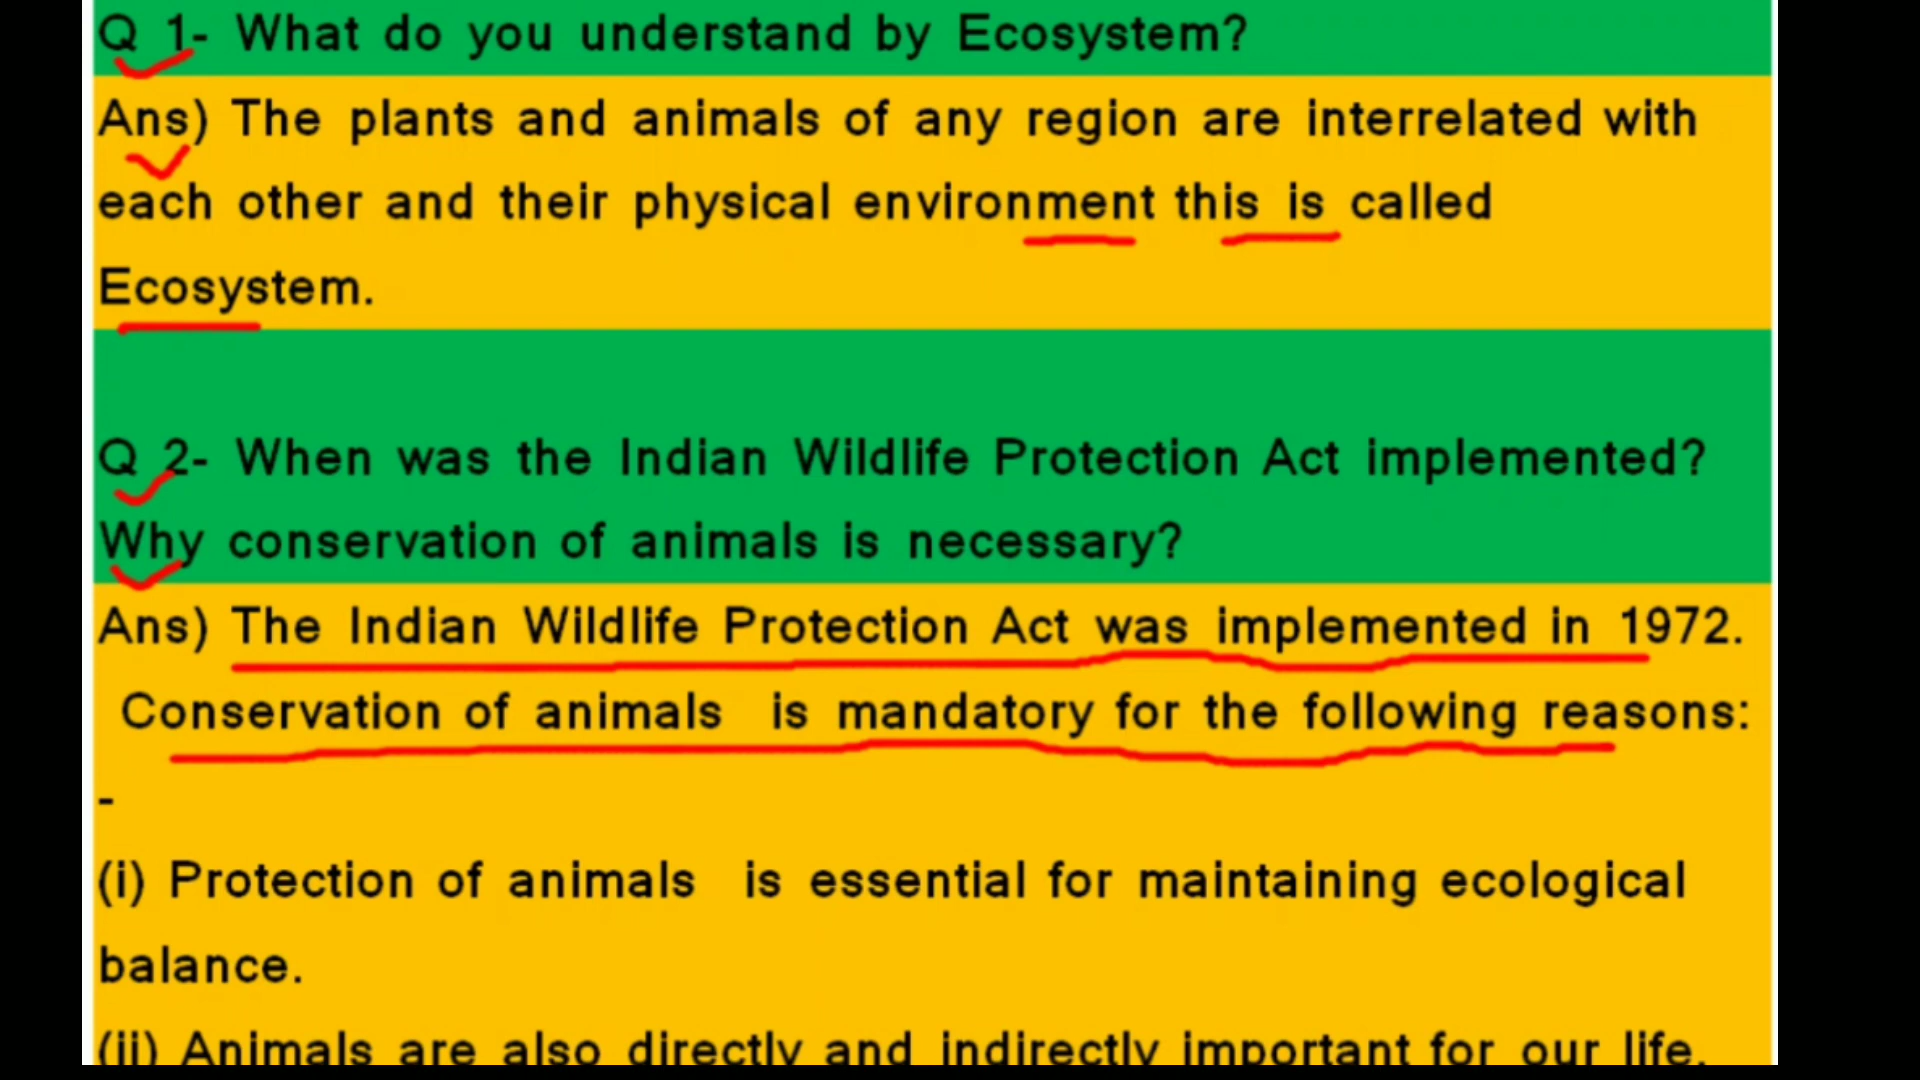 Q 1- What do you understand by Ecosystem?
Ans) The plants and animals of any region are interrelated with
each other and their physical environment this is called
Ecosystem.
Q 2- When was the Indian Wildlife Protection Act implemented?
Why conservation of animals is necessary?
Ans) The Indian Wildlife Protection Act was implemented in 1972.
Conservation of animals is mandatory for the following reasons:
-
(i) Protection of animals is essential for maintaining ecological
balance.
(ii) Animals are also directly and indirectly important for our life.